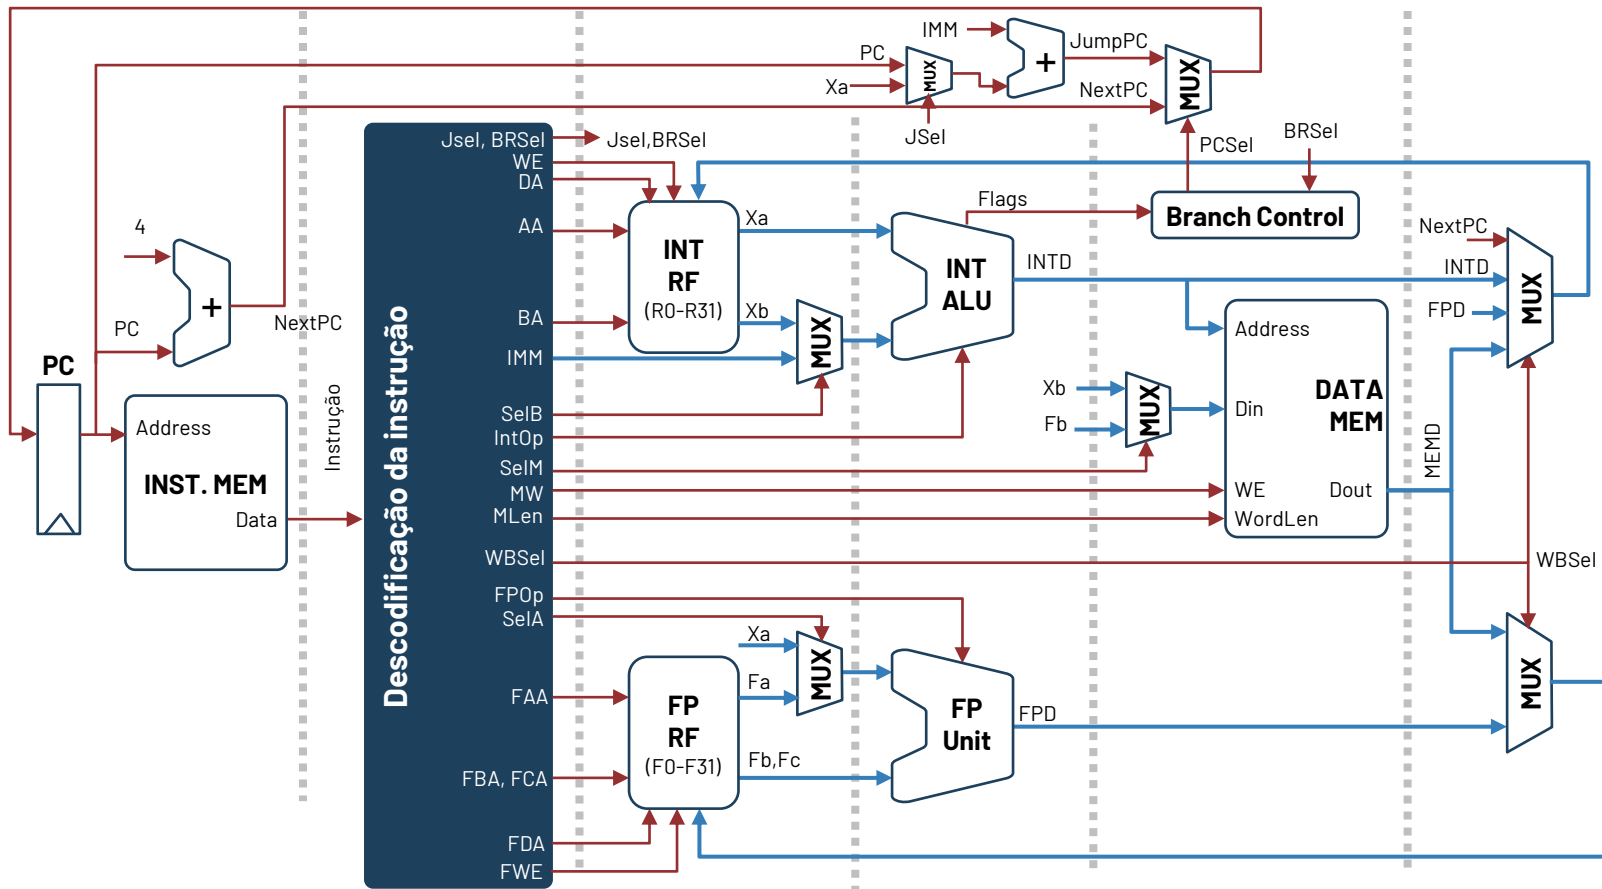 IMM
JumpPC
PC
MUX
+
MUX
Xa
NextPC
JSel
PCSel
BRSel
Jsel, BRSel
Jsel,BRSel
WE
DA
AA
BA
IMM
SelB
IntOp
SelM
MW
MLen
WBSel
FPOp
SelA
FAA
FBA, FCA
FDA
FWE
Descodificação da instrução
4
+
PC
NextPC
Instrução
PC
Address
INST. MEM
Data
INT
RF
(R0-R31)
Xa
Xb
MUX
INT
ALU
Flags
Branch Control
INTD
Address
Din
DATA
MEM
WE
Dout
WordLen
Xb
Fb
MUX
MEMD
NextPC
INTD
FPD
MUX
WBSel
Xa
Fa
MUX
FP
RF
(F0-F31)
Fb,Fc
FP
Unit
FPD
MUX